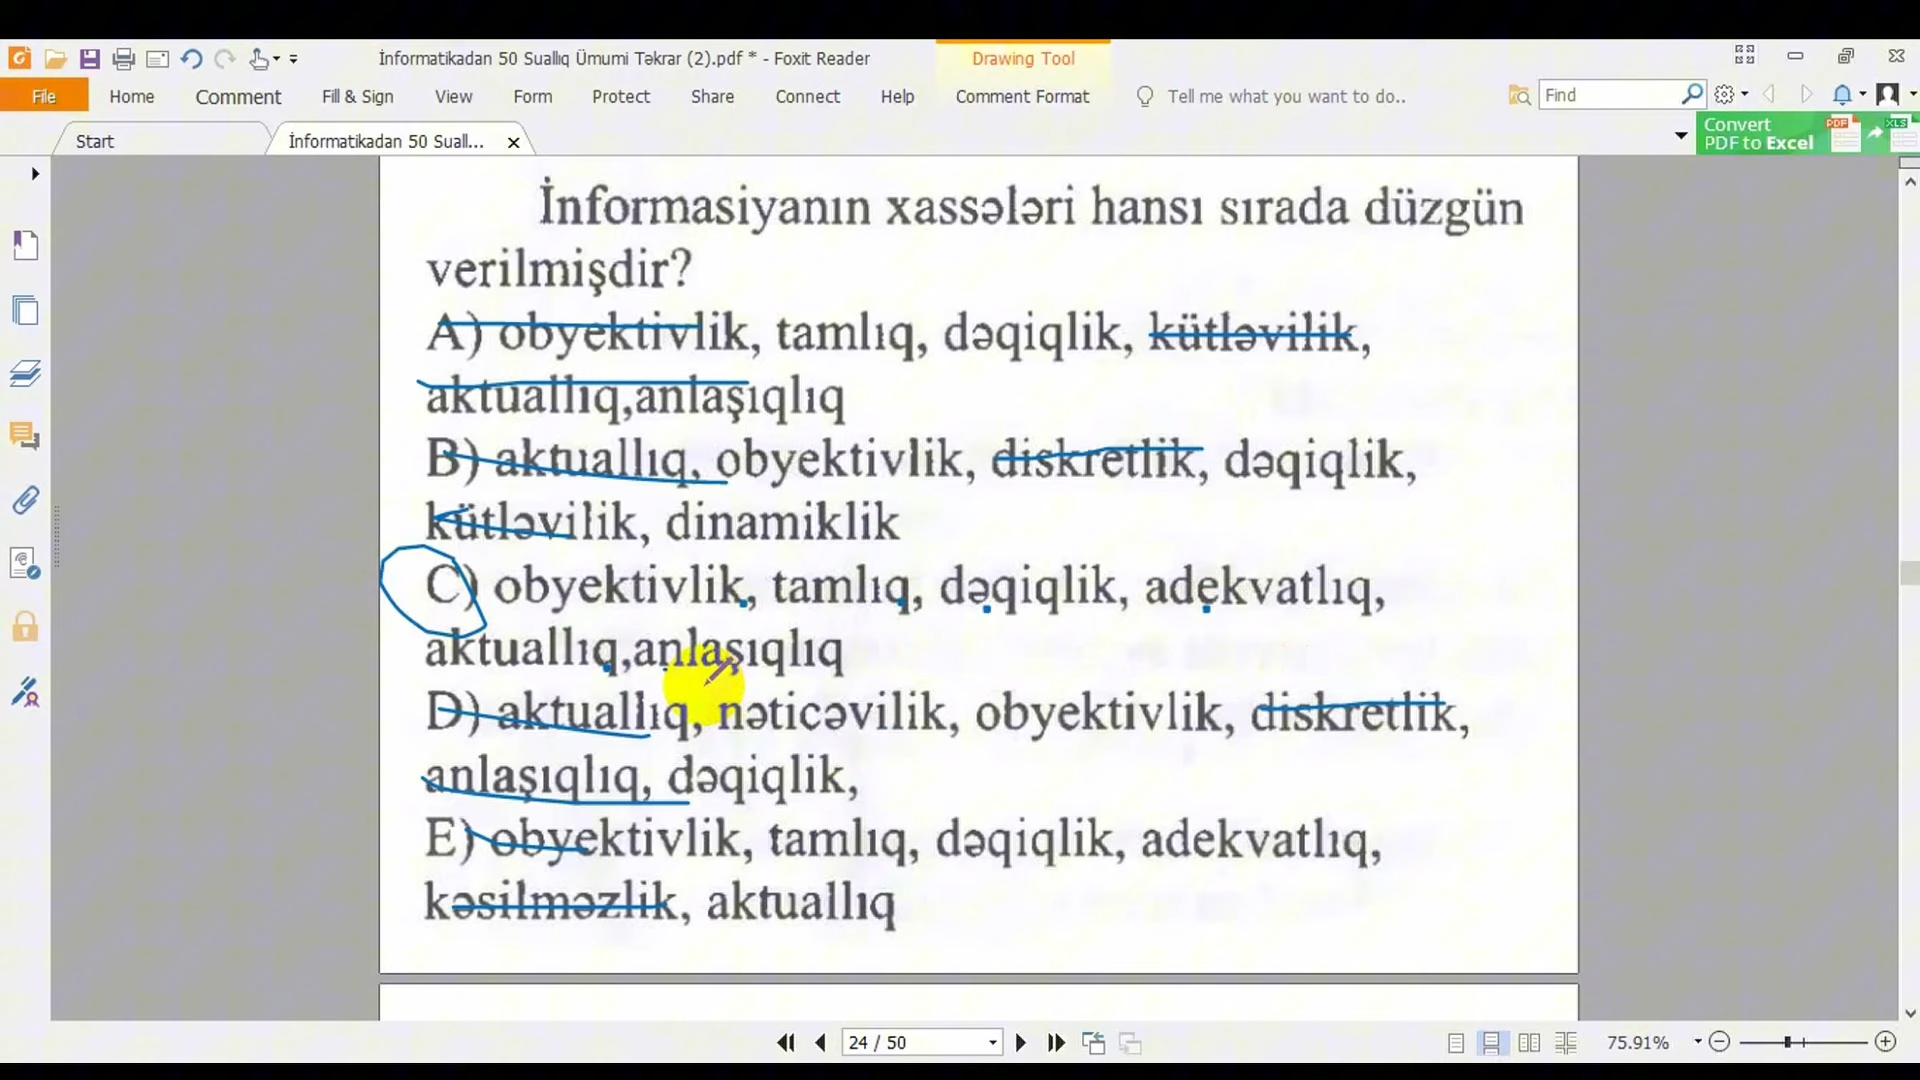 İnformatikadan 50 Suallıq Ümumi Təkrar (2).pdf * - Foxit Reader
Drawing Tool
File Home Comment Fill & Sign View Form Protect Share Connect Help Comment Format Tell me what you want to do.. Find
Start İnformatikadan 50 Suall...
Convert
PDF to Excel
PDF XLS
İnformasiyanın xassələri hansı sırada düzgün
verilmişdir?
A) obyektivlik, tamlıq, dəqiqlik, kütləvilik,
aktuallıq,anlaşıqlıq
B) aktuallıq, obyektivlik, diskretlik, dəqiqlik,
kütləvilik, dinamiklik
C) obyektivlik, tamlıq, dəqiqlik, adekvatlıq,
aktuallıq,anlaşıqlıq
D) aktuallıq, nəticəvilik, obyektivlik, diskretlik,
anlaşıqlıq, dəqiqlik,
E) obyektivlik, tamlıq, dəqiqlik, adekvatlıq,
kəsilməzlik, aktuallıq
24 / 50
75.91%